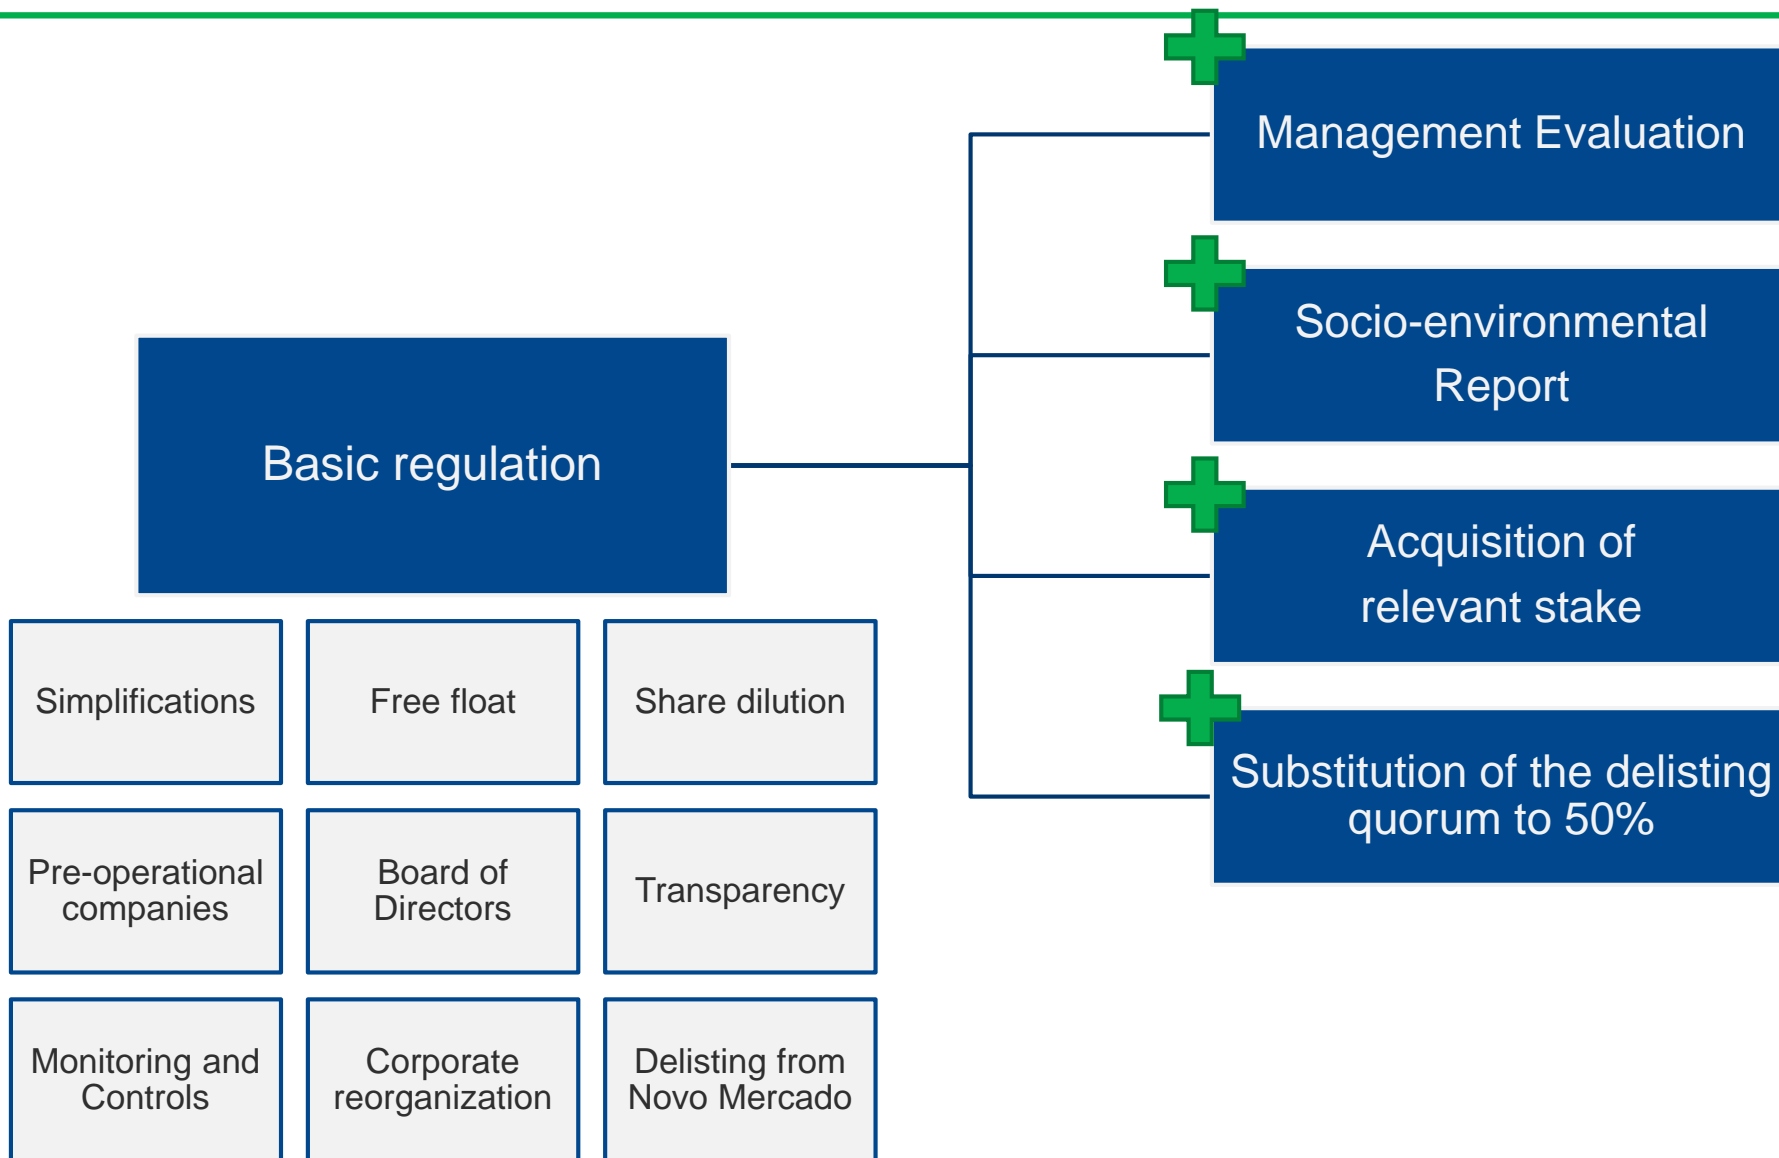 Management Evaluation
Socio-environmental
Report
Basic regulation
Acquisition of
relevant stake
Substitution of the delisting
quorum to 50%
Simplifications
Free float
Share dilution
Pre-operational
companies
Board of
Directors
Transparency
Monitoring and
Controls
Corporate
reorganization
Delisting from
Novo Mercado